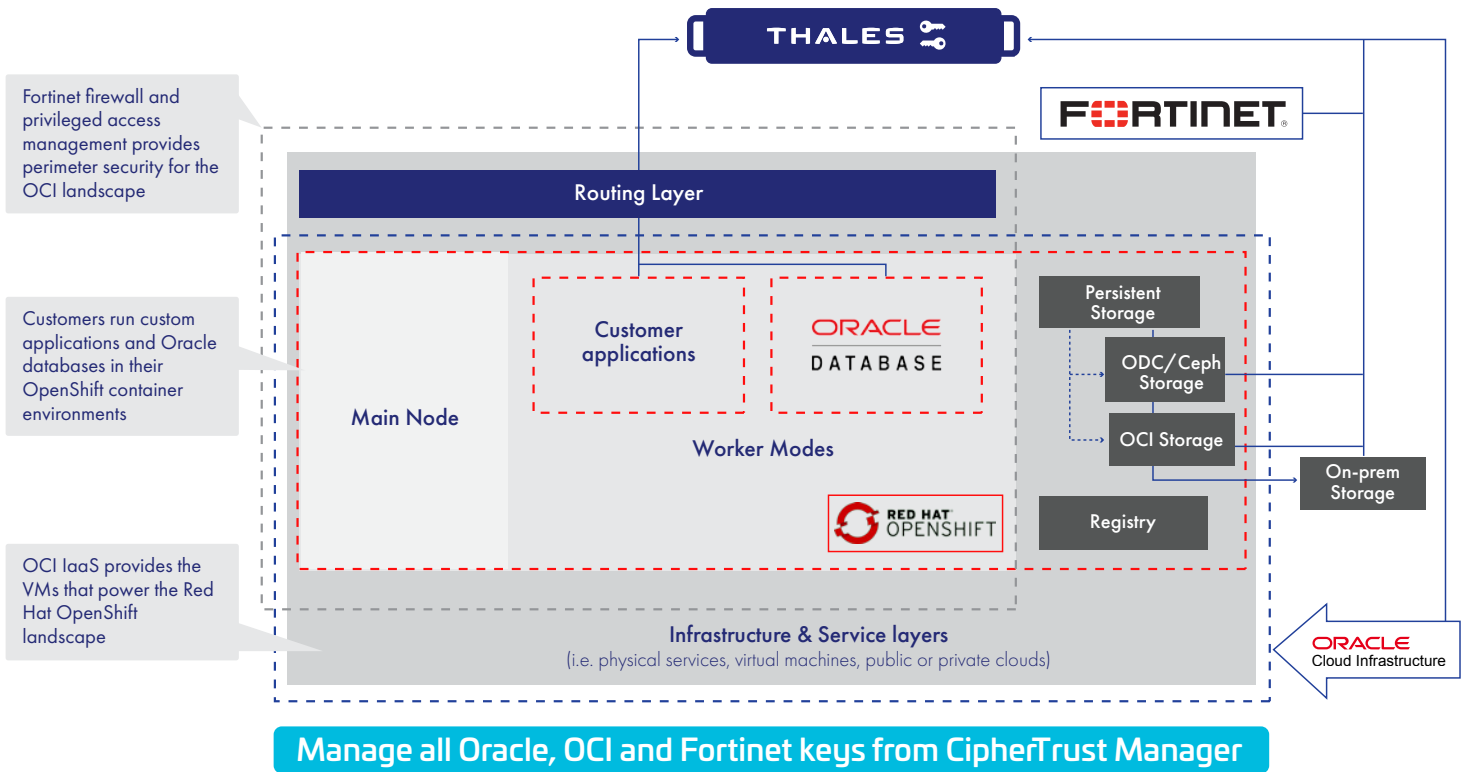 THALES
Fortinet firewall and
privileged access
management provides
perimeter security for the
OCI landscape
FORTINET®
Routing Layer
Customers run custom
applications and Oracle
databases in their
OpenShift container
environments
Main Node
Customer
applications
ORACLE
DATABASE
Worker Modes
RED HAT®
OPENSHIFT
Persistent
Storage
ODC/Ceph
Storage
OCI Storage
On-prem
Storage
Registry
OCI IaaS provides the
VMs that power the Red
Hat OpenShift
landscape
Infrastructure & Service layers
(i.e. physical services, virtual machines, public or private clouds)
ORACLE
Cloud Infrastructure
Manage all Oracle, OCI and Fortinet keys from CipherTrust Manager